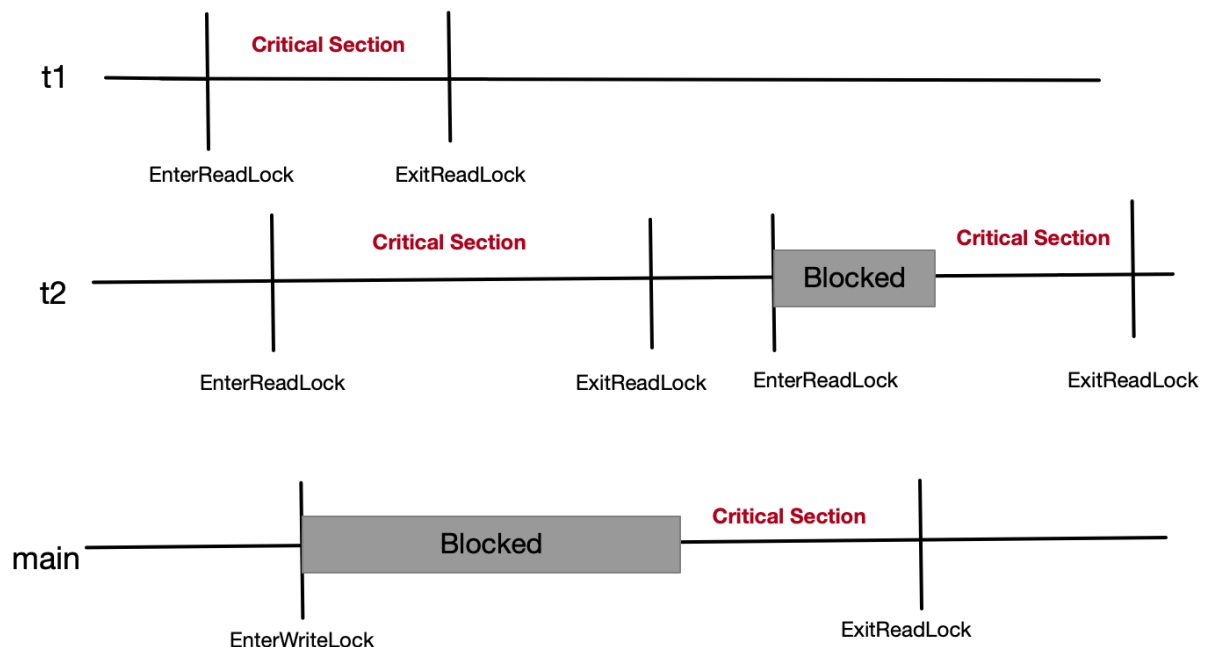 Critical Section
t1
EnterReadLock
ExitReadLock
Critical Section
Critical Section
Blocked
t2
EnterReadLock
ExitReadLock
EnterReadLock
ExitReadLock
Critical Section
Blocked
main
ExitReadLock
EnterWriteLock